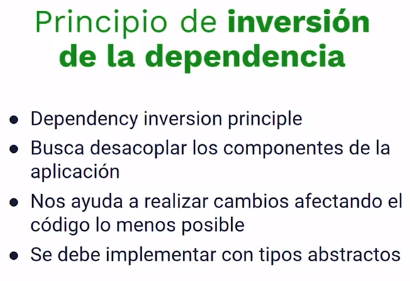 Principio de inversión
de la dependencia
● Dependency inversion principle
● Busca desacoplar los componentes de la
aplicación
● Nos ayuda a realizar cambios afectando el
código lo menos posible
● Se debe implementar con tipos abstractos